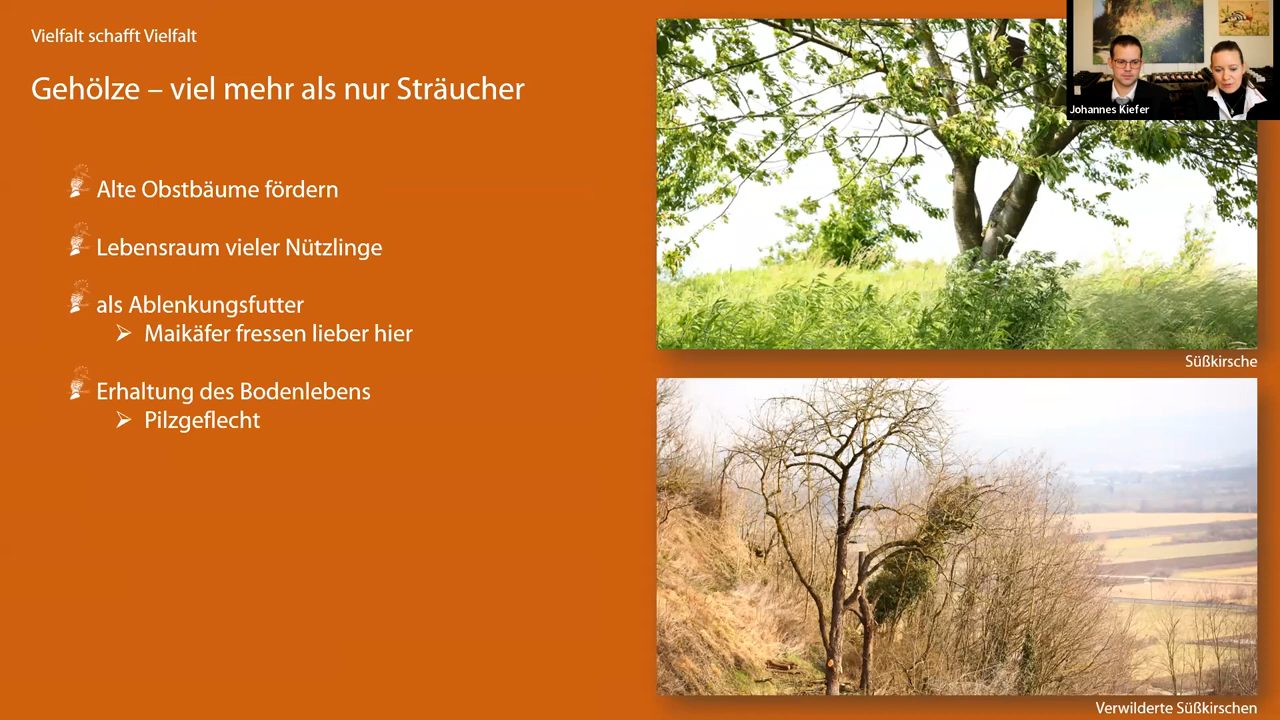 Vielfalt schafft Vielfalt
Gehölze – viel mehr als nur Sträucher
Alte Obstbäume fördern
Lebensraum vieler Nützlinge
als Ablenkungsfutter
Maikäfer fressen lieber hier
Erhaltung des Bodenlebens
Pilzgeflecht
Johannes Kiefer
Süßkirsche
Verwilderte Süßkirschen